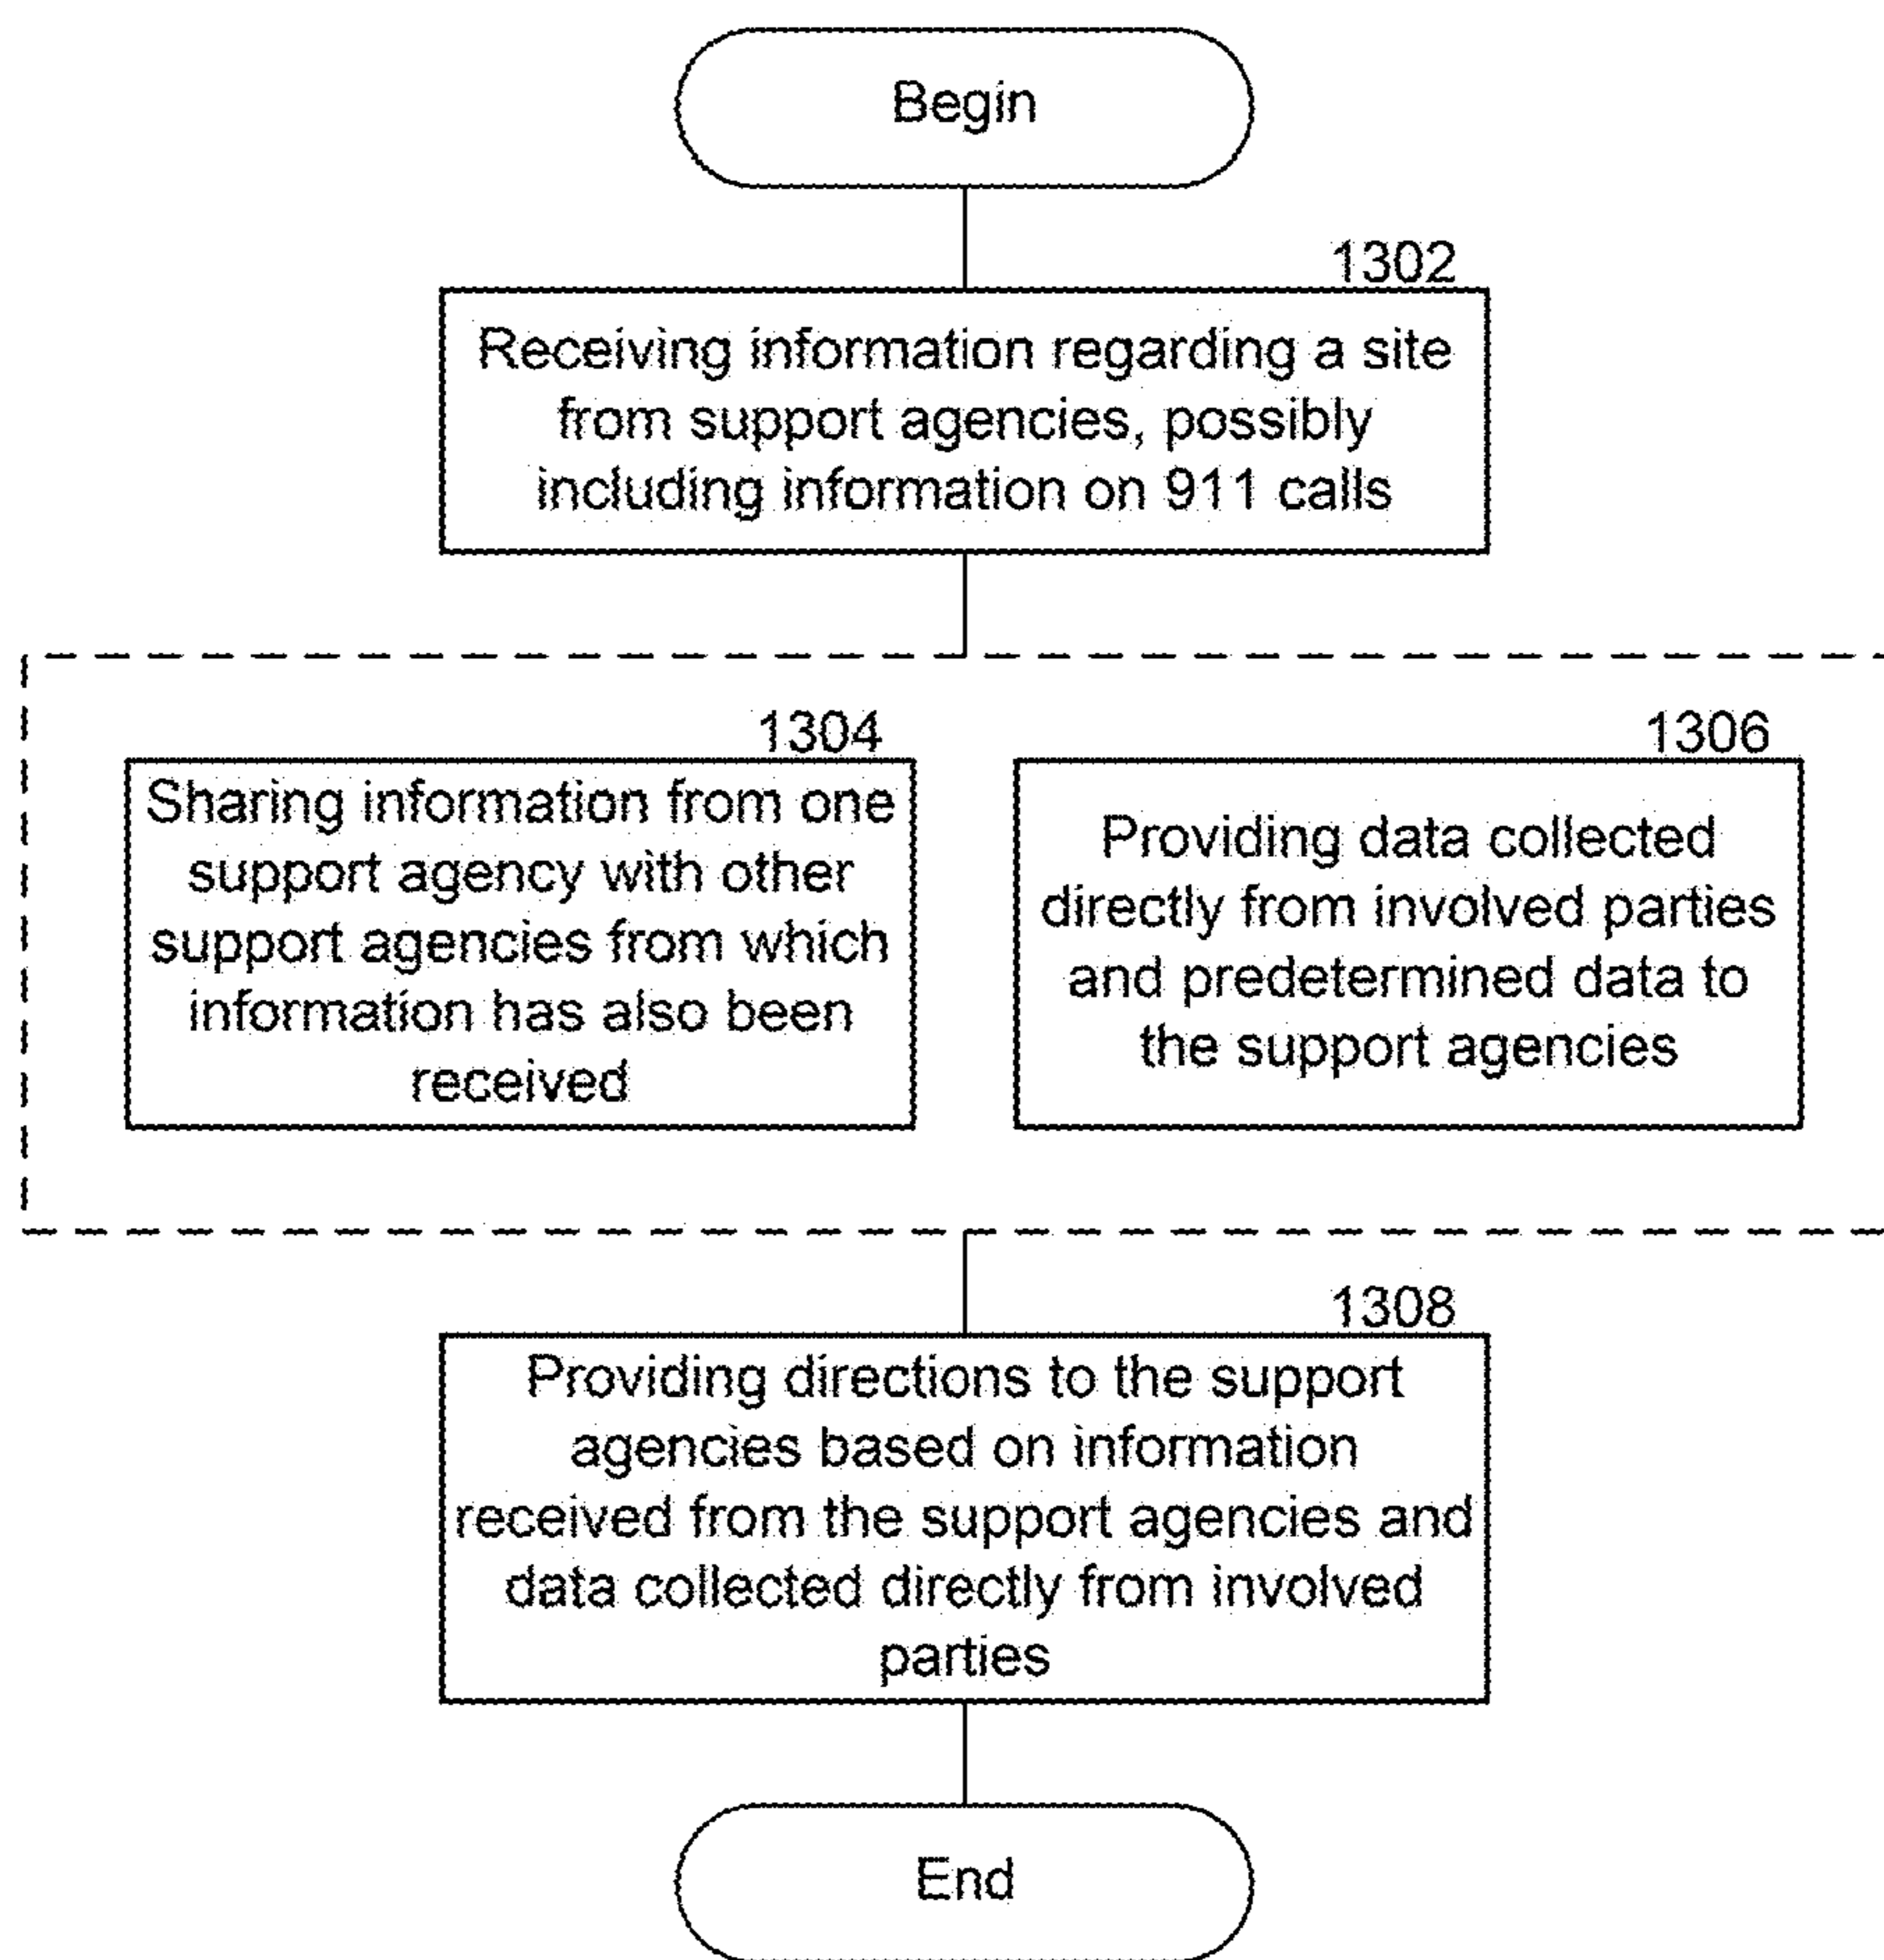 Begin
1302
Receiving information regarding a site
from support agencies, possibly
including information on 911 calls
1304
Sharing information from one
support agency with other
support agencies from which
information has also been
received
1306
Providing data collected
directly from involved parties
and predetermined data to
the support agencies
1308
Providing directions to the support
agencies based on information
received from the support agencies and
data collected directly from involved
parties
End